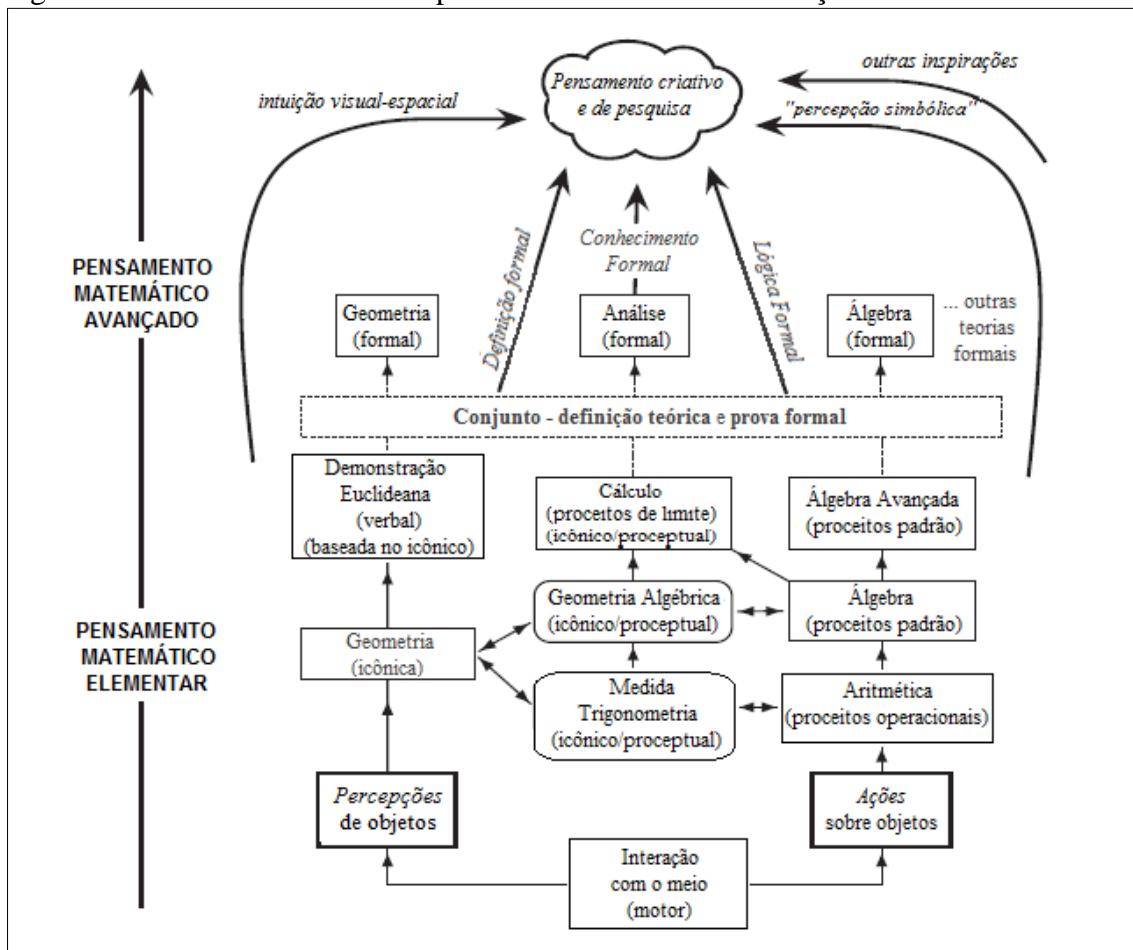 outras inspirações
Pensamento criativo
e de pesquisa
intuição visual-espacial
"percepção simbólica"
Definição formal
Conhecimento
Formal
Lógica Formal
PENSAMENTO
MATEMÁTICO
AVANÇADO
Geometria
(formal)
Análise
(formal)
Álgebra
(formal)
... outras
teorias
formais
Conjunto - definição teórica e prova formal
Demonstração
Euclideana
(verbal)
(baseada no icônico)
Cálculo
(proceitos de limite)
(icônico/proceptual)
Álgebra Avançada
(proceitos padrão)
PENSAMENTO
MATEMÁTICO
ELEMENTAR
Geometria
(icônica)
Geometria Algébrica
(icônico/proceptual)
Álgebra
(proceitos padrão)
Medida
Trigonometria
(icônico/proceptual)
Aritmética
(proceitos operacionais)
Percepções
de objetos
Ações
sobre objetos
Interação
com o meio
(motor)